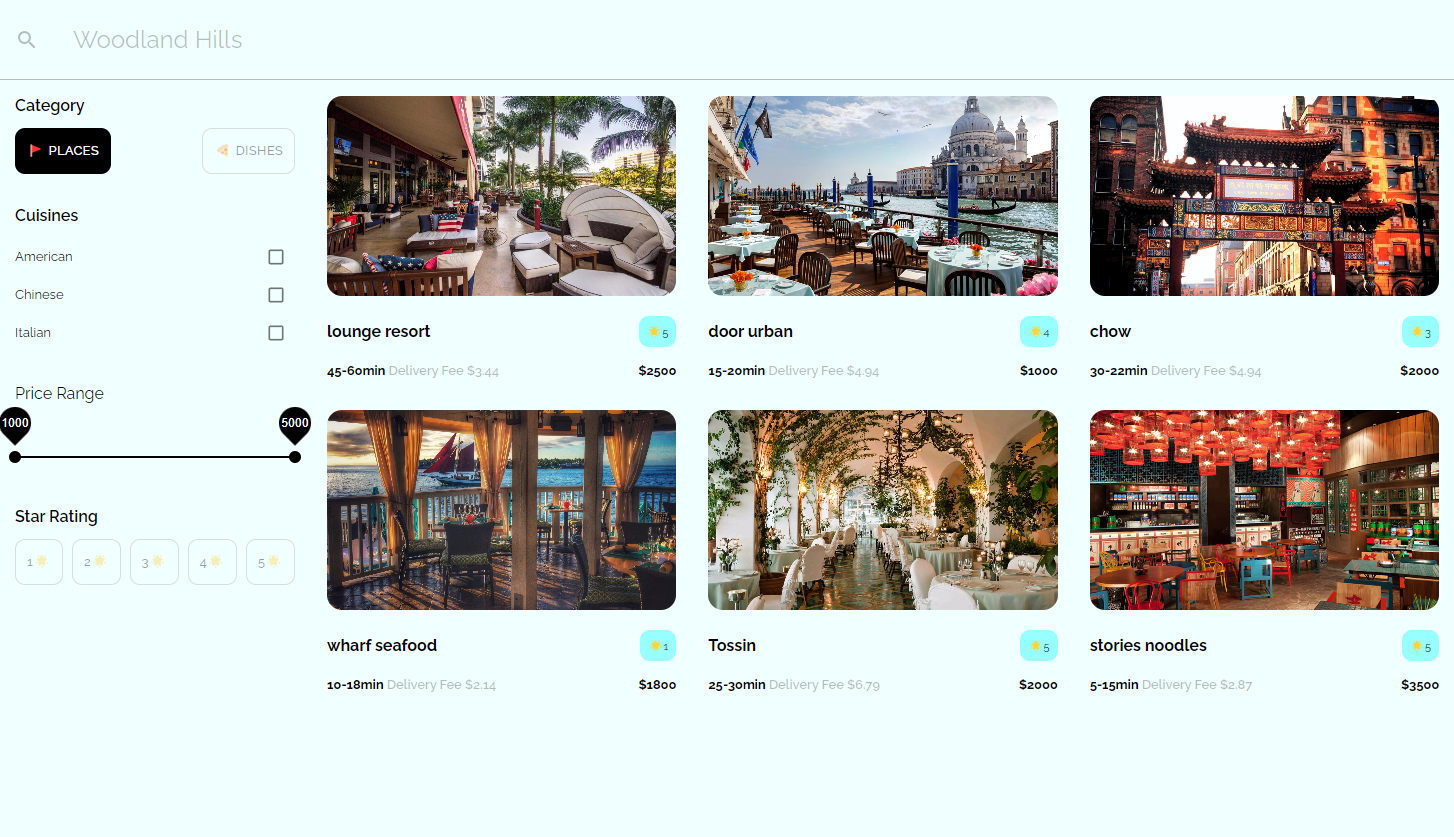 Woodland Hills
Category
PLACES
DISHES
Cuisines
American
Chinese
Italian
Price Range
1000
5000
Star Rating
1
2
3
4
5
lounge resort
5
45-60min Delivery Fee $3.44
$2500
door urban
4
15-20min Delivery Fee $4.94
$1000
chow
3
30-22min Delivery Fee $4.94
$2000
wharf seafood
1
10-18min Delivery Fee $2.14
$1800
Tossin
5
25-30min Delivery Fee $6.79
$2000
stories noodles
5
5-15min Delivery Fee $2.87
$3500